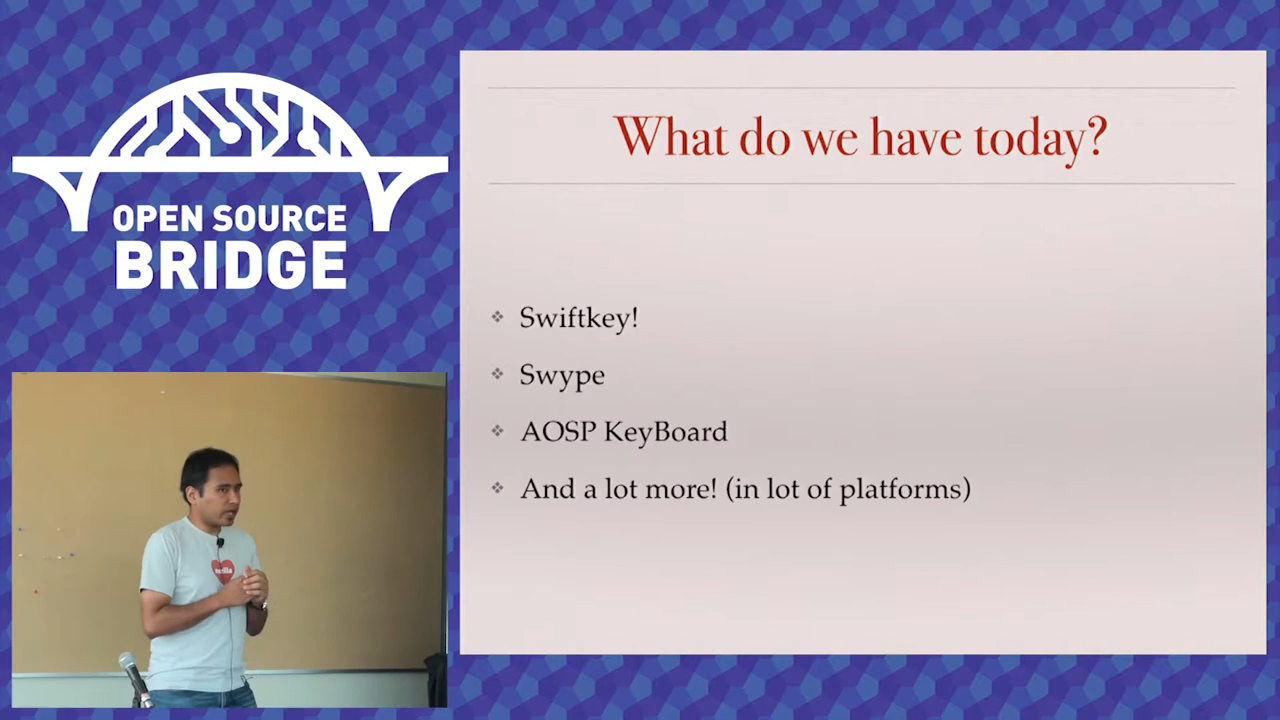 OPEN SOURCE
BRIDGE
What do we have today?
Swiftkey!
Swype
AOSP KeyBoard
And a lot more! (in lot of platforms)